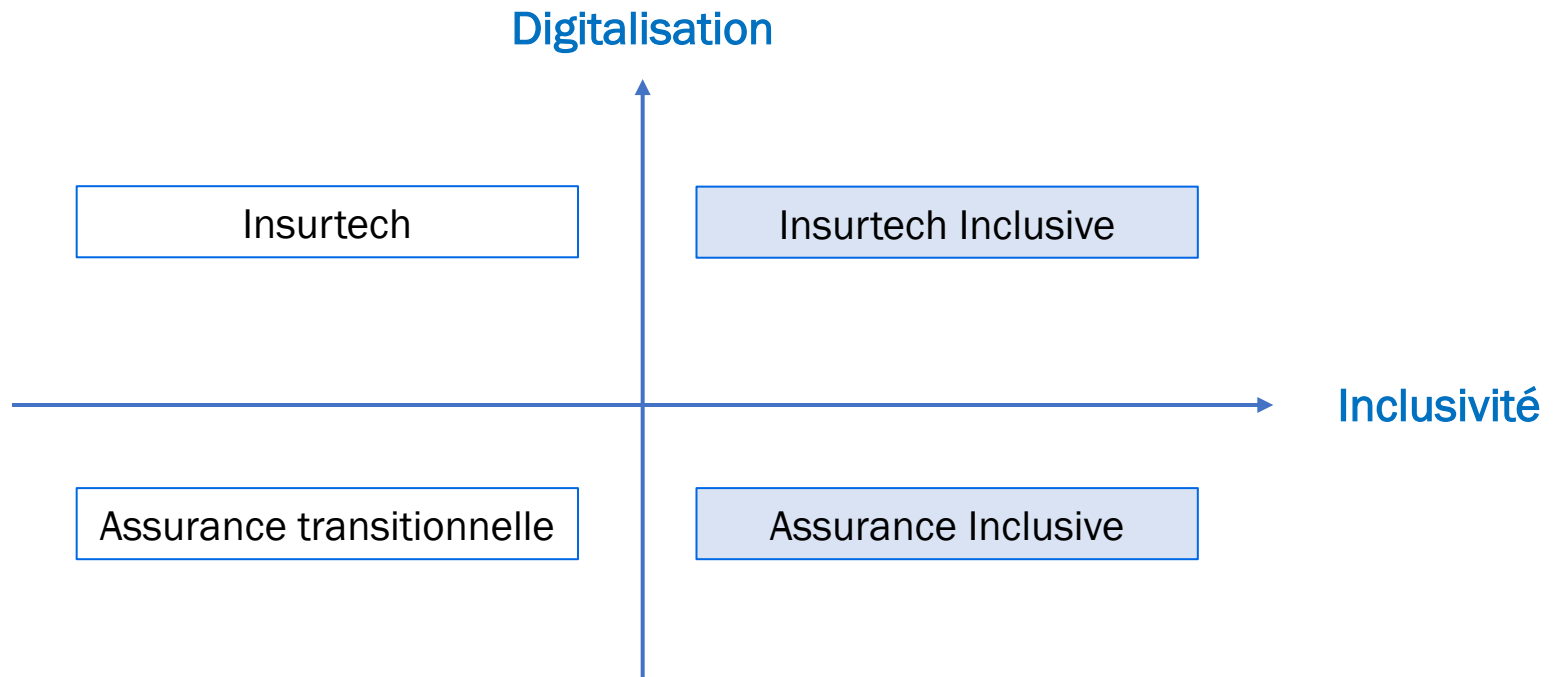 Digitalisation
Insurtech
Insurtech Inclusive
Inclusivité
Assurance transitionnelle
Assurance Inclusive